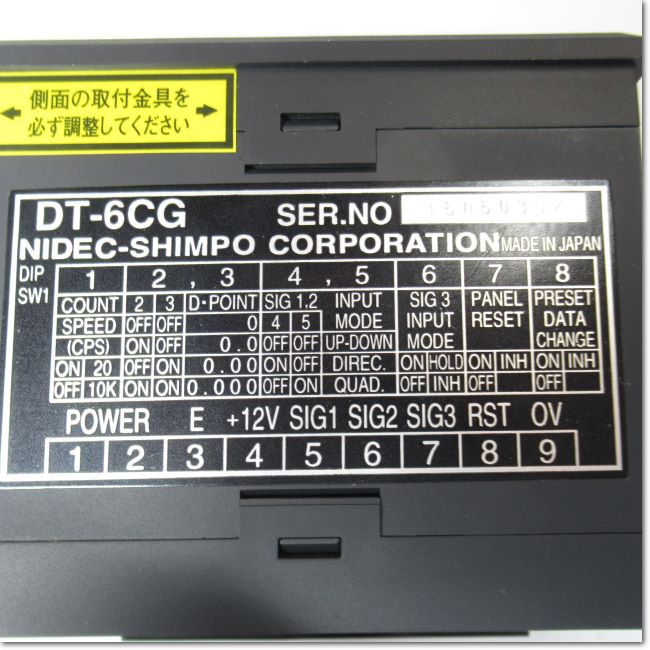 側面の取付金具を
必ず調整してください
DT-6CG SER.NO
NIDEC-SHIMPO CORPORATION MADE IN JAPAN
DIP SW1 1 2 , 3 4 , 5 6 7 8
COUNT 2 3 D・POINT SIG 1.2 INPUT SIG 3 PANEL PRESET
SPEED OFF OFF 0 4 5 MODE INPUT RESET DATA
(CPS) ON OFF 0.0 OFF OFF UP-DOWN MODE CHANGE
ON 20 OFF ON 0.00 ON OFF DIREC. ON HOLD ON INH ON INH
OFF 10K ON ON 0.000 OFF ON QUAD. OFF INH OFF OFF
POWER E +12V SIG1 SIG2 SIG3 RST 0V
1 2 3 4 5 6 7 8 9